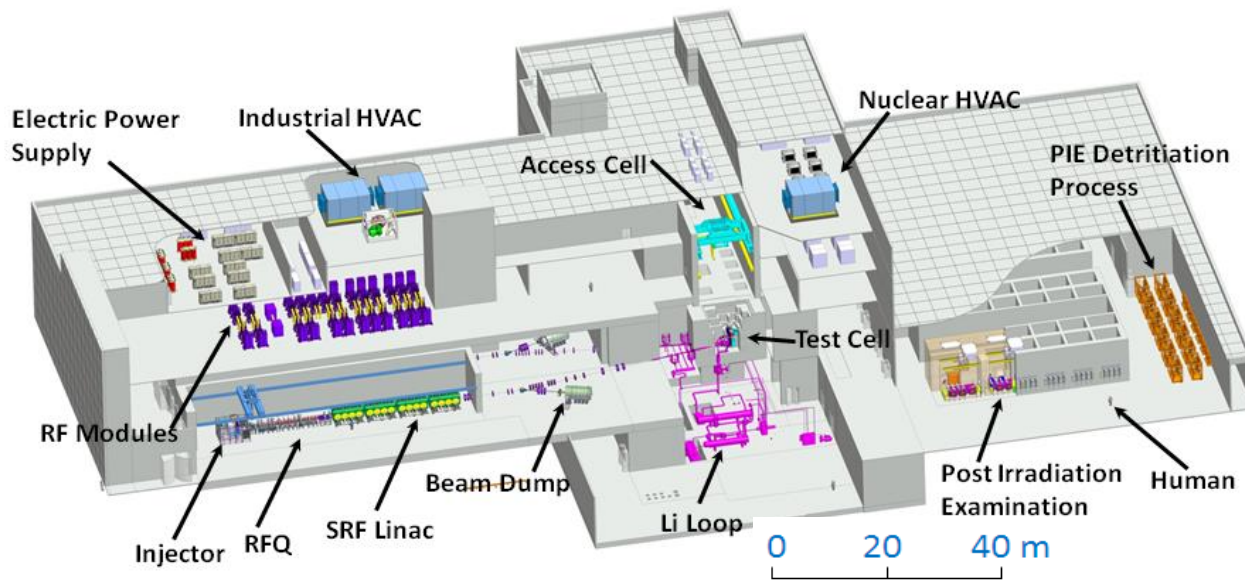 Electric Power
Supply
Industrial HVAC
Nuclear HVAC
Access Cell
PIE Detritiation
Process
Test Cell
RF Modules
Injector
RFQ
SRF Linac
Beam Dump
Li Loop
Post Irradiation
Examination
Human
0 20 40 m